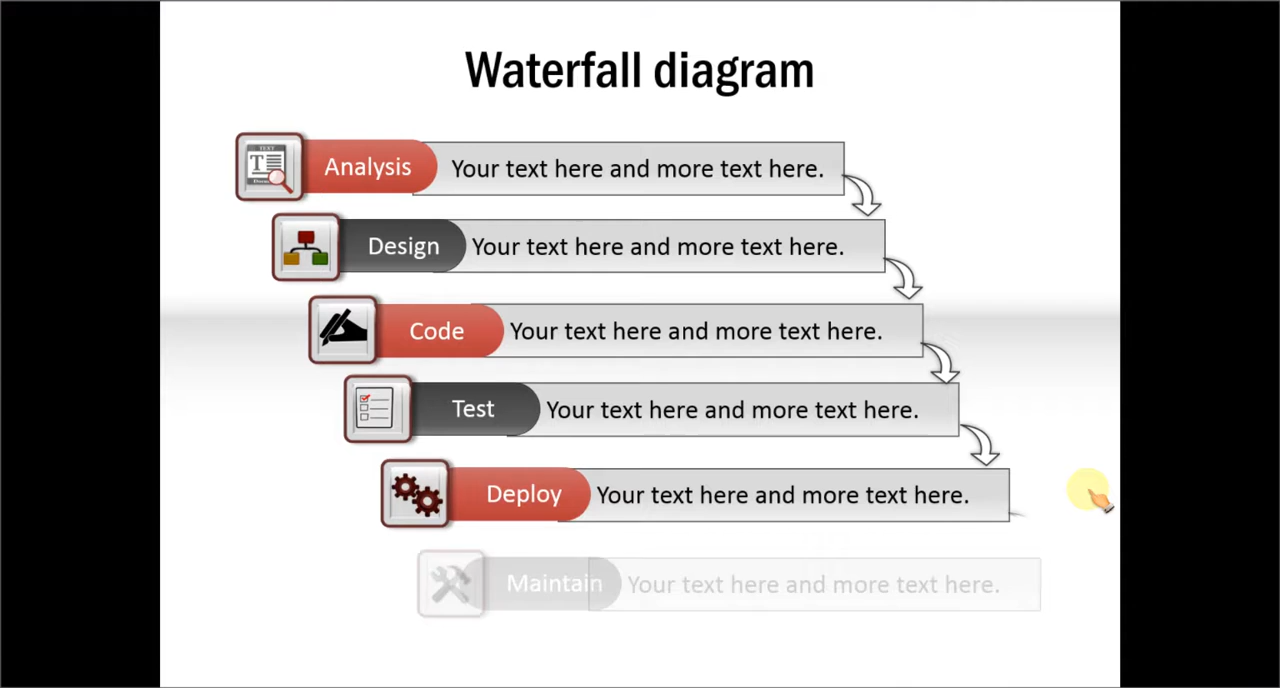 Waterfall diagram
TEXT
T
Analysis Your text here and more text here.
Design Your text here and more text here.
Code Your text here and more text here.
Test Your text here and more text here.
Deploy Your text here and more text here.
Maintain Your text here and more text here.